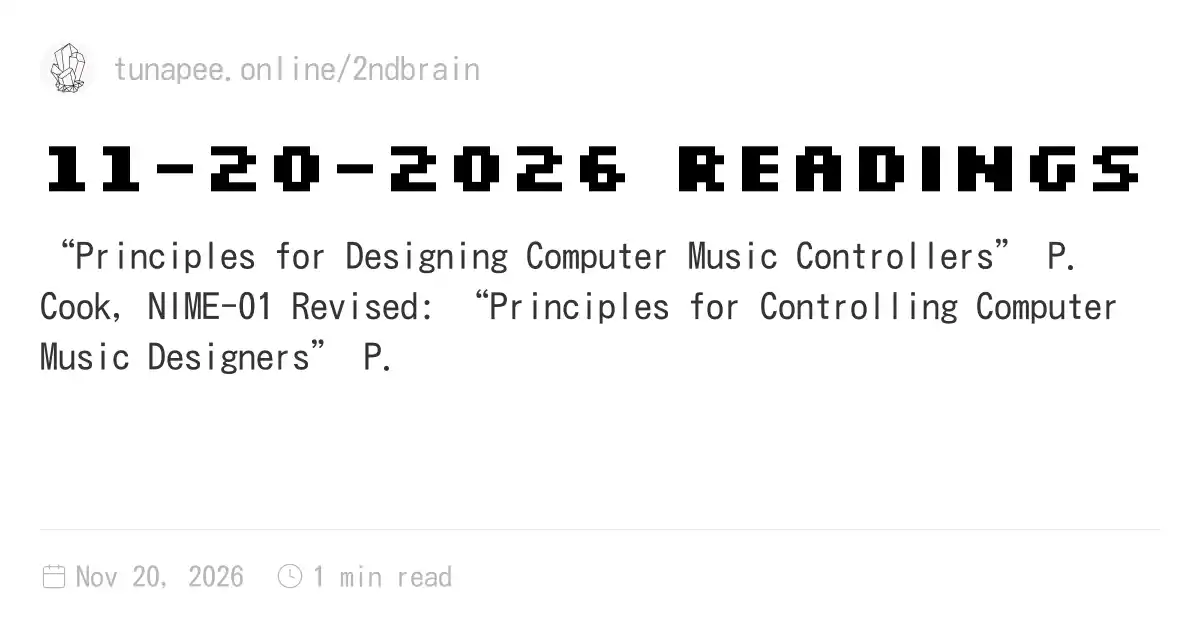 tunapee.online/2ndbrain
11-20-2026 READINGS
“Principles for Designing Computer Music Controllers” P.
Cook, NIME-01 Revised: “Principles for Controlling Computer
Music Designers” P.
Nov 20, 2026 1 min read